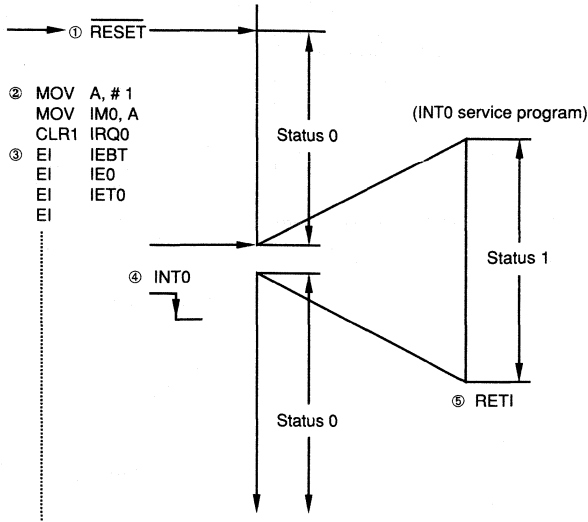 ① RESET
② MOV A, # 1
MOV IM0, A
CLR1 IRQ0
③ EI IEBT
EI IE0
EI IET0
EI
Status 0
(INT0 service program)
④ INT0
Status 1
⑤ RETI
Status 0